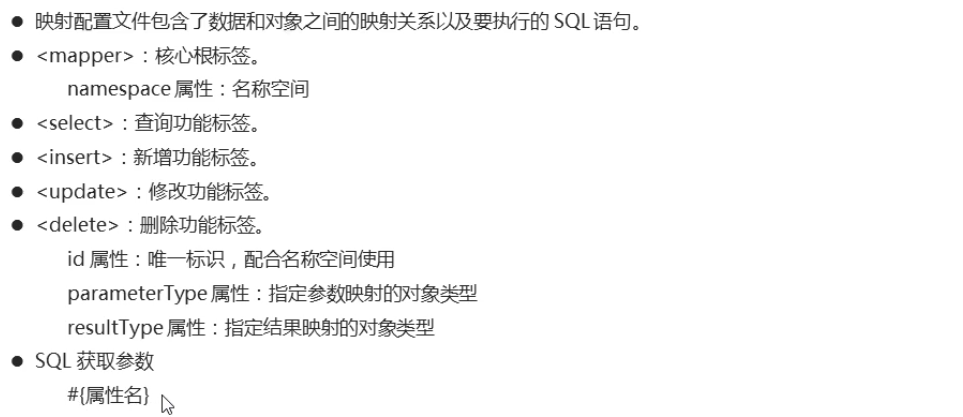 ● 映射配置文件包含了数据和对象之间的映射关系以及要执行的 SQL 语句。
● <mapper>：核心根标签。
namespace 属性：名称空间
● <select>：查询功能标签。
● <insert>：新增功能标签。
● <update>：修改功能标签。
● <delete>：删除功能标签。
id 属性：唯一标识，配合名称空间使用
parameterType 属性：指定参数映射的对象类型
resultType 属性：指定结果映射的对象类型
● SQL 获取参数
#{属性名}